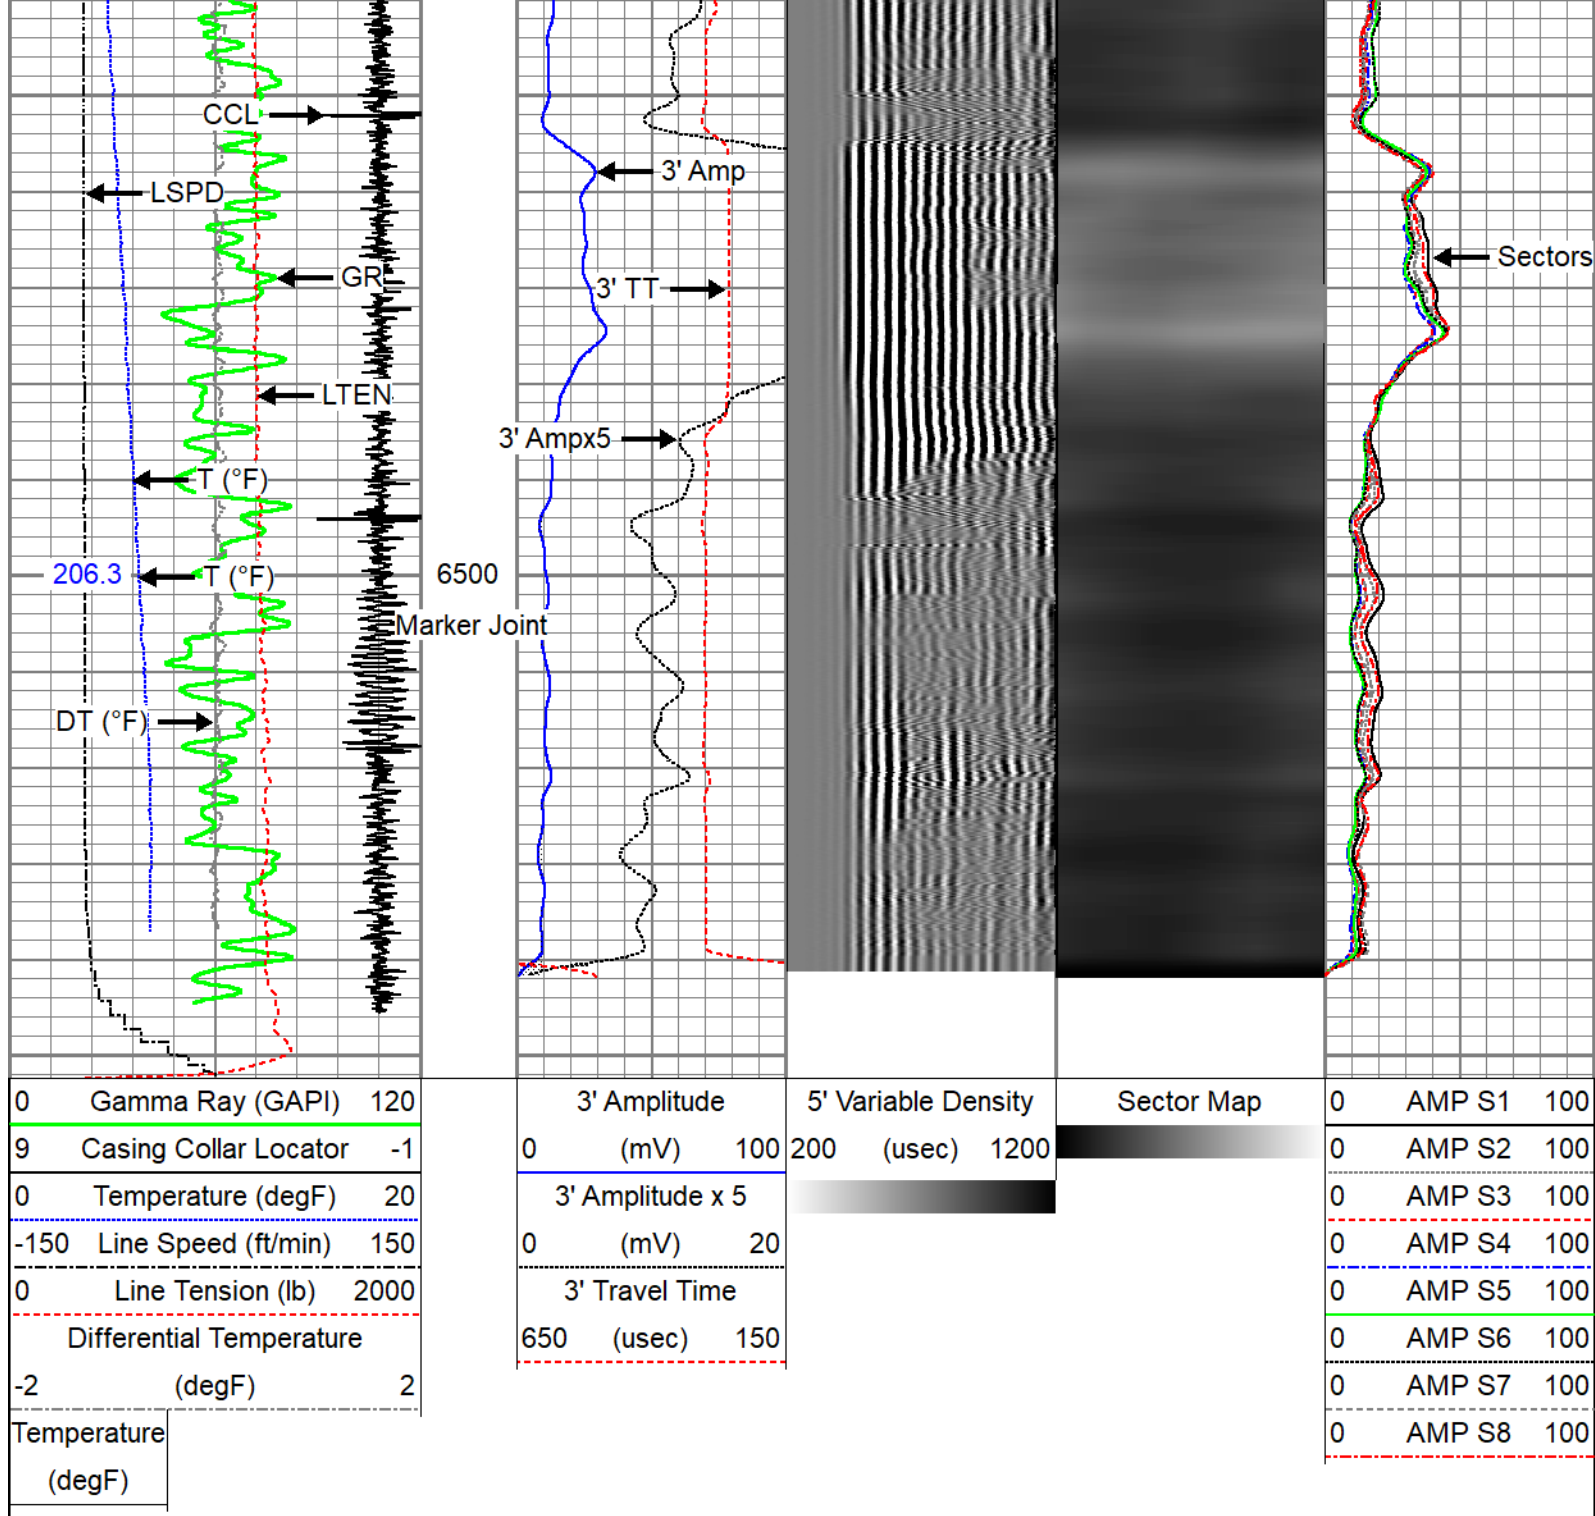 CCL
3' Amp
LSPD
Sectors
GR
3' TT
LTEN
3' Ampx5
T (°F)
206.3
T (°F)
6500
Marker Joint
DT (°F)
0 Gamma Ray (GAPI) 120
9 Casing Collar Locator -1
0 Temperature (degF) 20
-150 Line Speed (ft/min) 150
0 Line Tension (lb) 2000
Differential Temperature
-2 (degF) 2
Temperature
(degF)
3' Amplitude
0 (mV) 100
3' Amplitude x 5
0 (mV) 20
3' Travel Time
650 (usec) 150
5' Variable Density
200 (usec) 1200
Sector Map
0 AMP S1 100
0 AMP S2 100
0 AMP S3 100
0 AMP S4 100
0 AMP S5 100
0 AMP S6 100
0 AMP S7 100
0 AMP S8 100